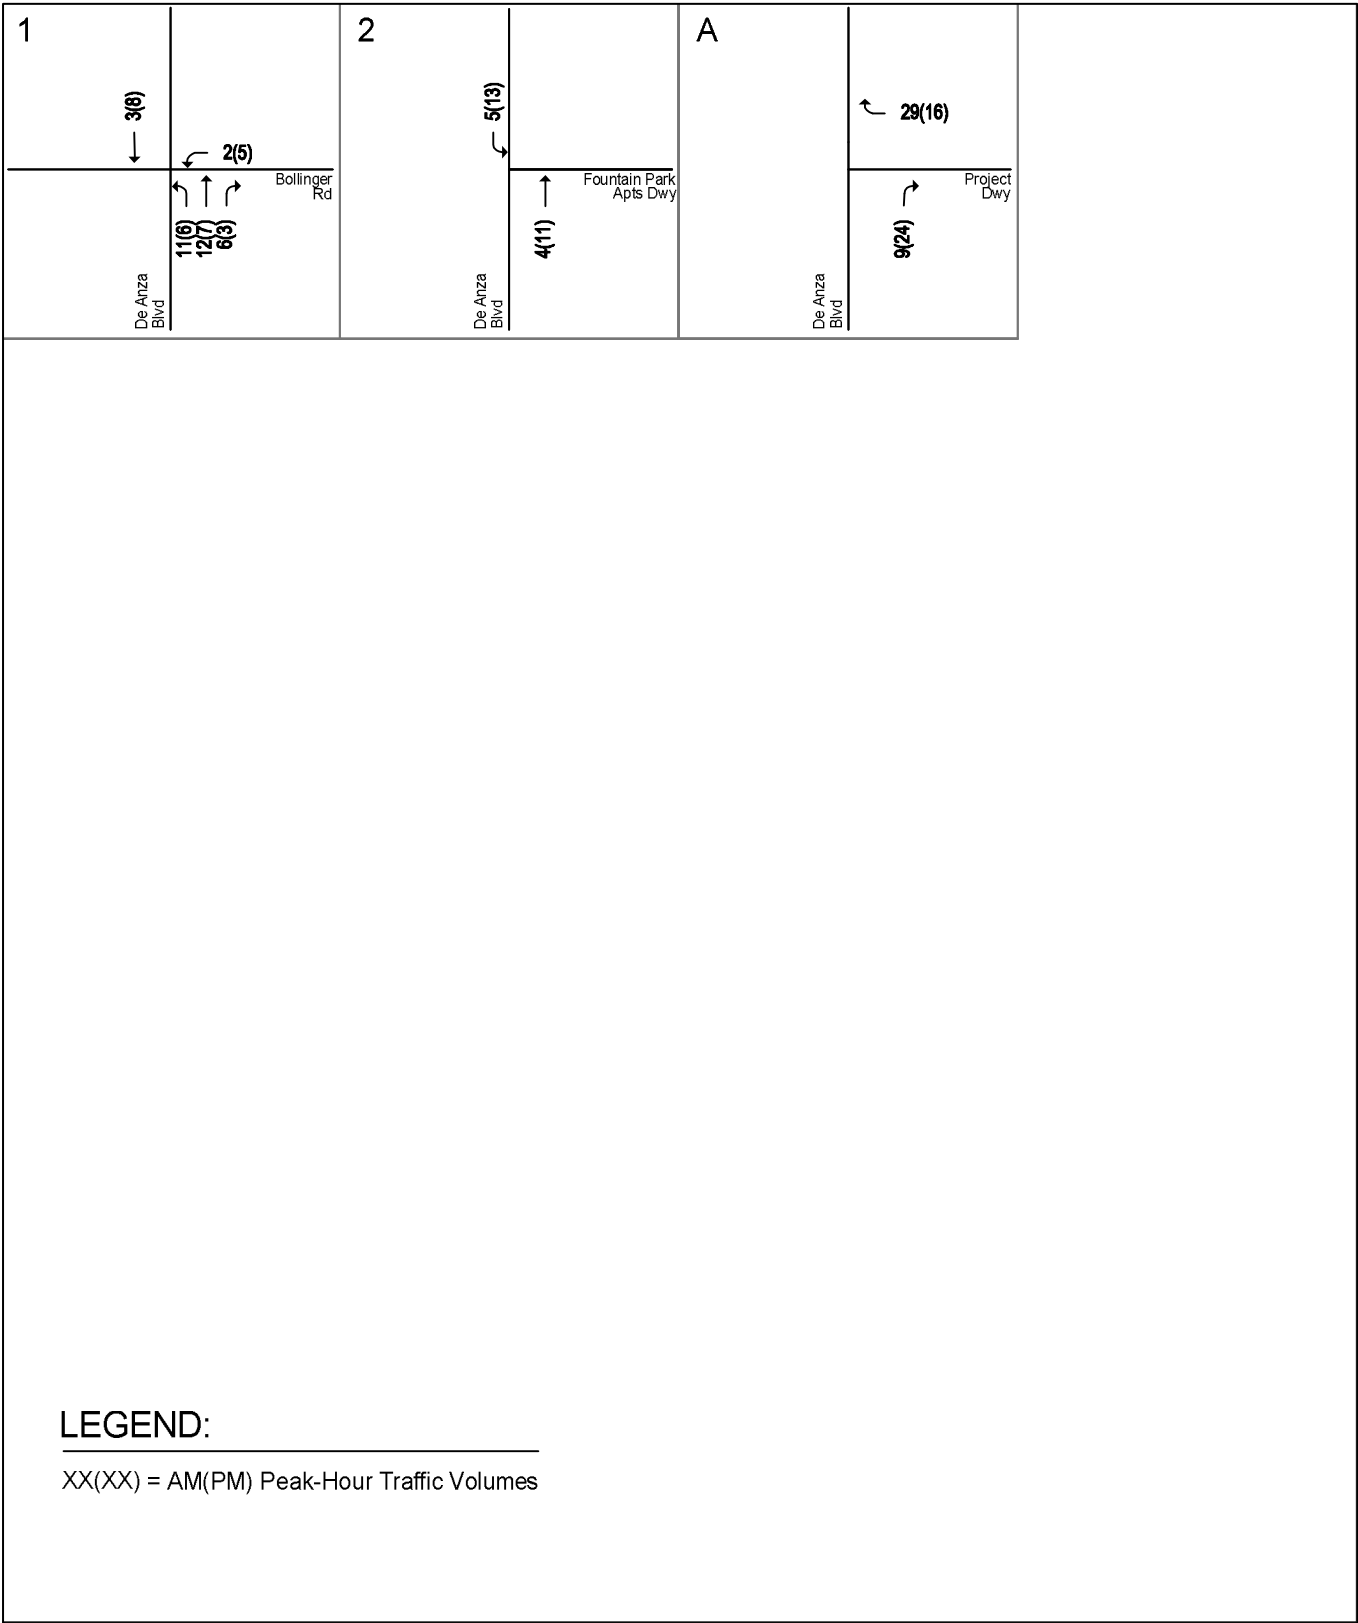 1
3(8)
2(5)
Bollinger
Rd
11(6)
12(7)
6(3)
De Anza
Blvd
2
5(13)
Fountain Park
Apts Dwy
4(11)
De Anza
Blvd
A
29(16)
Project
Dwy
9(24)
De Anza
Blvd
LEGEND:
XX(XX) = AM(PM) Peak-Hour Traffic Volumes